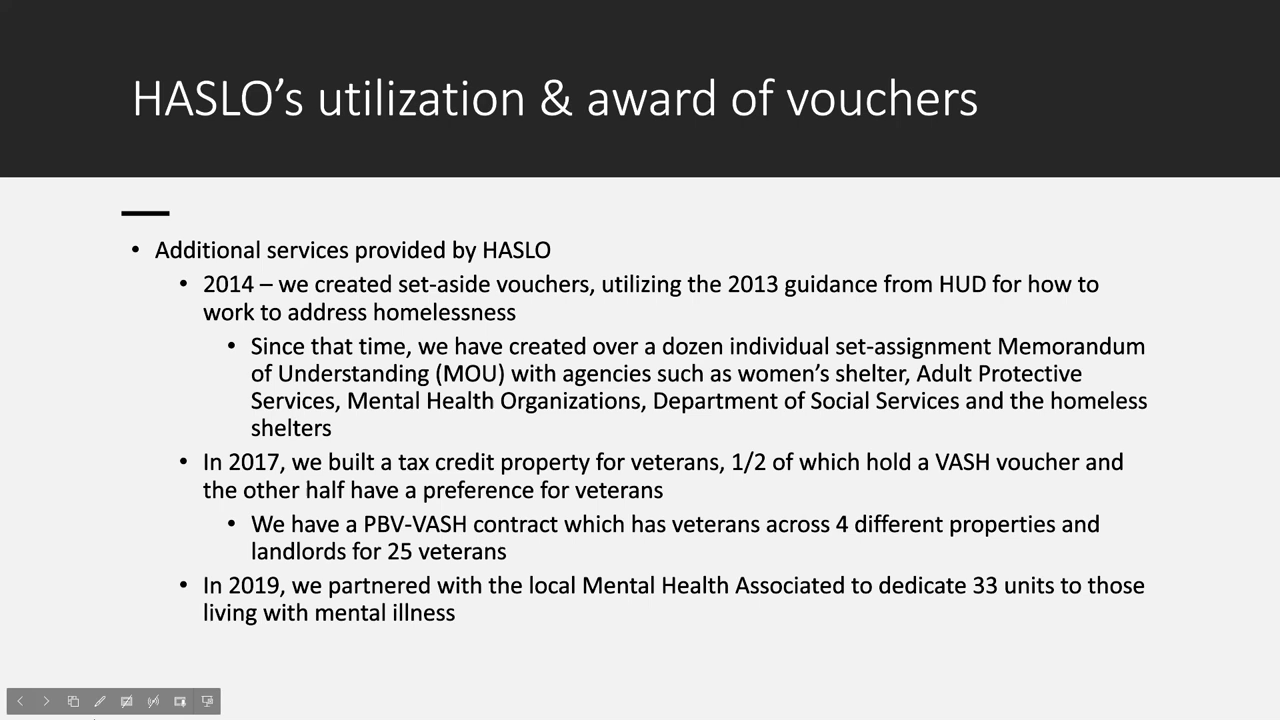 HASLO’s utilization & award of vouchers
• Additional services provided by HASLO
• 2014 – we created set-aside vouchers, utilizing the 2013 guidance from HUD for how to
work to address homelessness
• Since that time, we have created over a dozen individual set-assignment Memorandum
of Understanding (MOU) with agencies such as women’s shelter, Adult Protective
Services, Mental Health Organizations, Department of Social Services and the homeless
shelters
• In 2017, we built a tax credit property for veterans, 1/2 of which hold a VASH voucher and
the other half have a preference for veterans
• We have a PBV-VASH contract which has veterans across 4 different properties and
landlords for 25 veterans
• In 2019, we partnered with the local Mental Health Associated to dedicate 33 units to those
living with mental illness